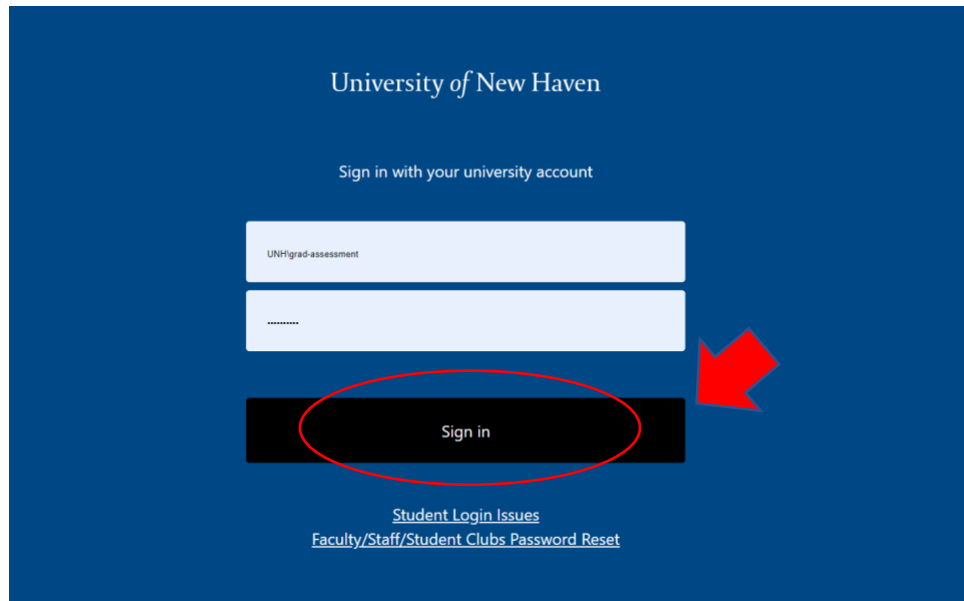 University of New Haven
Sign in with your university account
UNH\grad-assessment
..........
Sign in
Student Login Issues
Faculty/Staff/Student Clubs Password Reset